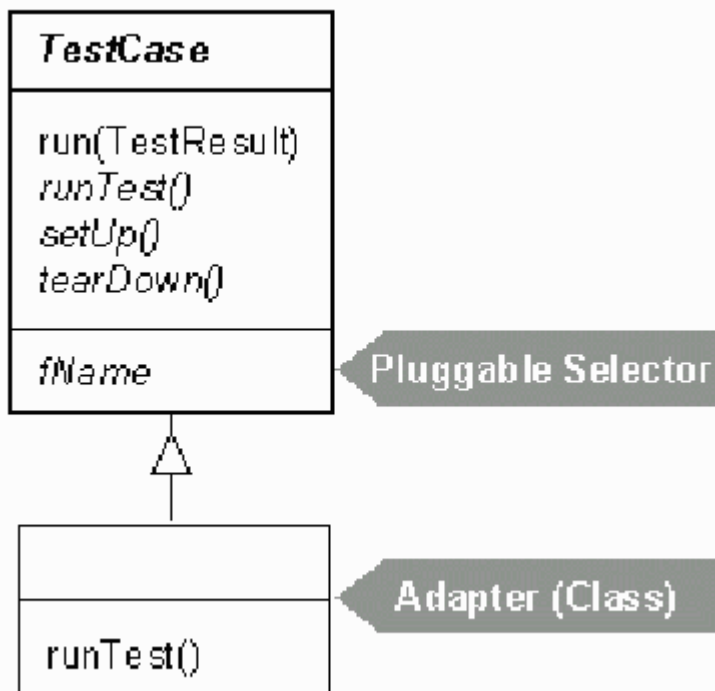 TestCase
run(TestResult)
runTest()
setUp()
tearDown()
fName
Pluggable Selector
Adapter (Class)
runTest()